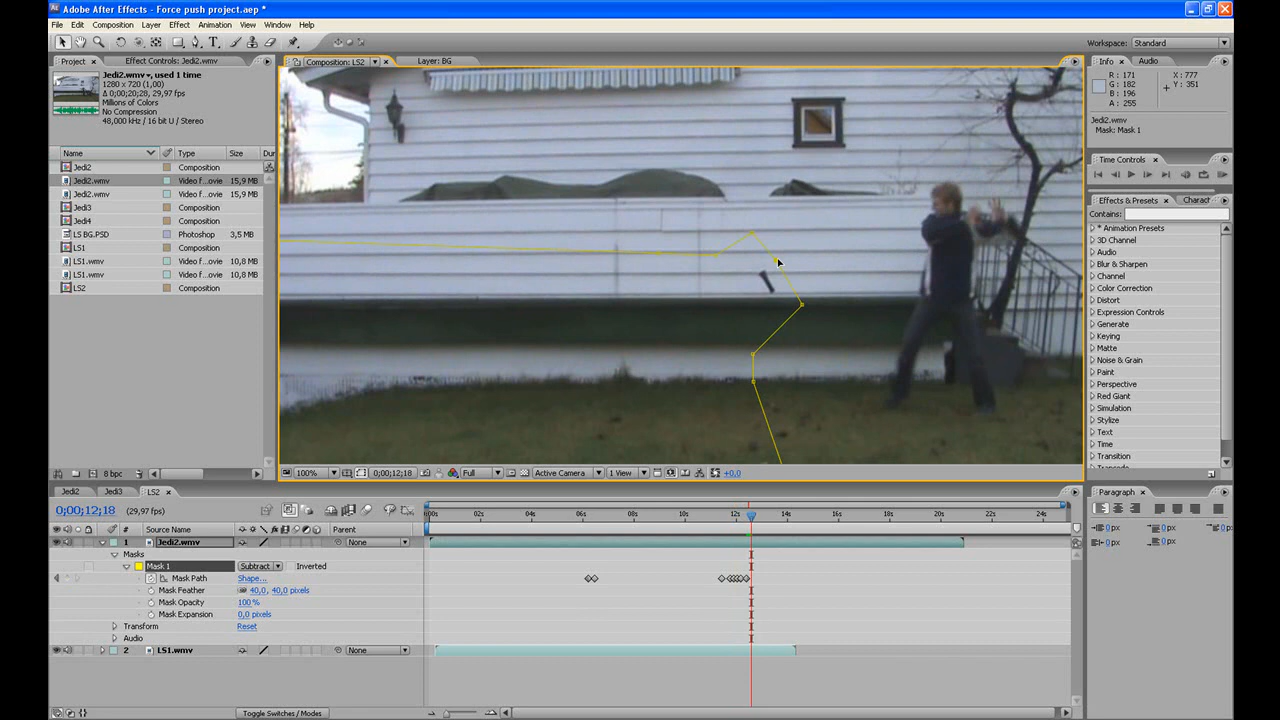 Adobe After Effects - Force push project.aep *
File Edit Composition Layer Effect Animation View Window Help
Workspace: Standard
Project x Effect Controls: Jedi2.wmv
Composition: LS2 Layer: BG
Info x Audio
Jedi2.wmv, used 1 time
1280 x 720 (1,00)
Δ 0;00;20;28, 29,97 fps
Millions of Colors
No Compression
48,000 kHz / 16 bit U / Stereo
R : 171
G : 182
B : 196
A : 255
X : 777
Y : 351
Jedi2.wmv
Mask: Mask 1
Name Type Size Dur
Jedi2 Composition
Jedi2.wmv Video f...ovie 15,9 MB
Jedi2.wmv Video f...ovie 15,9 MB
Jedi3 Composition
Jedi4 Composition
LS BG.PSD Photoshop 3,5 MB
LS1 Composition
LS1.wmv Video f...ovie 10,8 MB
LS1.wmv Video f...ovie 10,8 MB
LS2 Composition
Time Controls x
Effects & Presets x Charact
Contains:
* Animation Presets
3D Channel
Audio
Blur & Sharpen
Channel
Color Correction
Distort
Expression Controls
Generate
Keying
Matte
Noise & Grain
Paint
Perspective
Red Giant
Simulation
Stylize
Text
Time
Transition
8 bpc
100% 0;00;12;18 Full Active Camera 1 View +0,0
Jedi2 Jedi3 LS2 x
Paragraph x
0;00;12;18 (29,97 fps)
:00s 02s 04s 06s 08s 10s 12s 14s 16s 18s 20s 22s 24s
# Source Name Parent
1 Jedi2.wmv None
Masks
Mask 1 Subtract Inverted
Mask Path Shape...
Mask Feather 40,0, 40,0 pixels
Mask Opacity 100 %
Mask Expansion 0,0 pixels
Transform Reset
Audio
2 LS1.wmv None
0 px 0 px 0 px
0 px 0 px
Toggle Switches / Modes